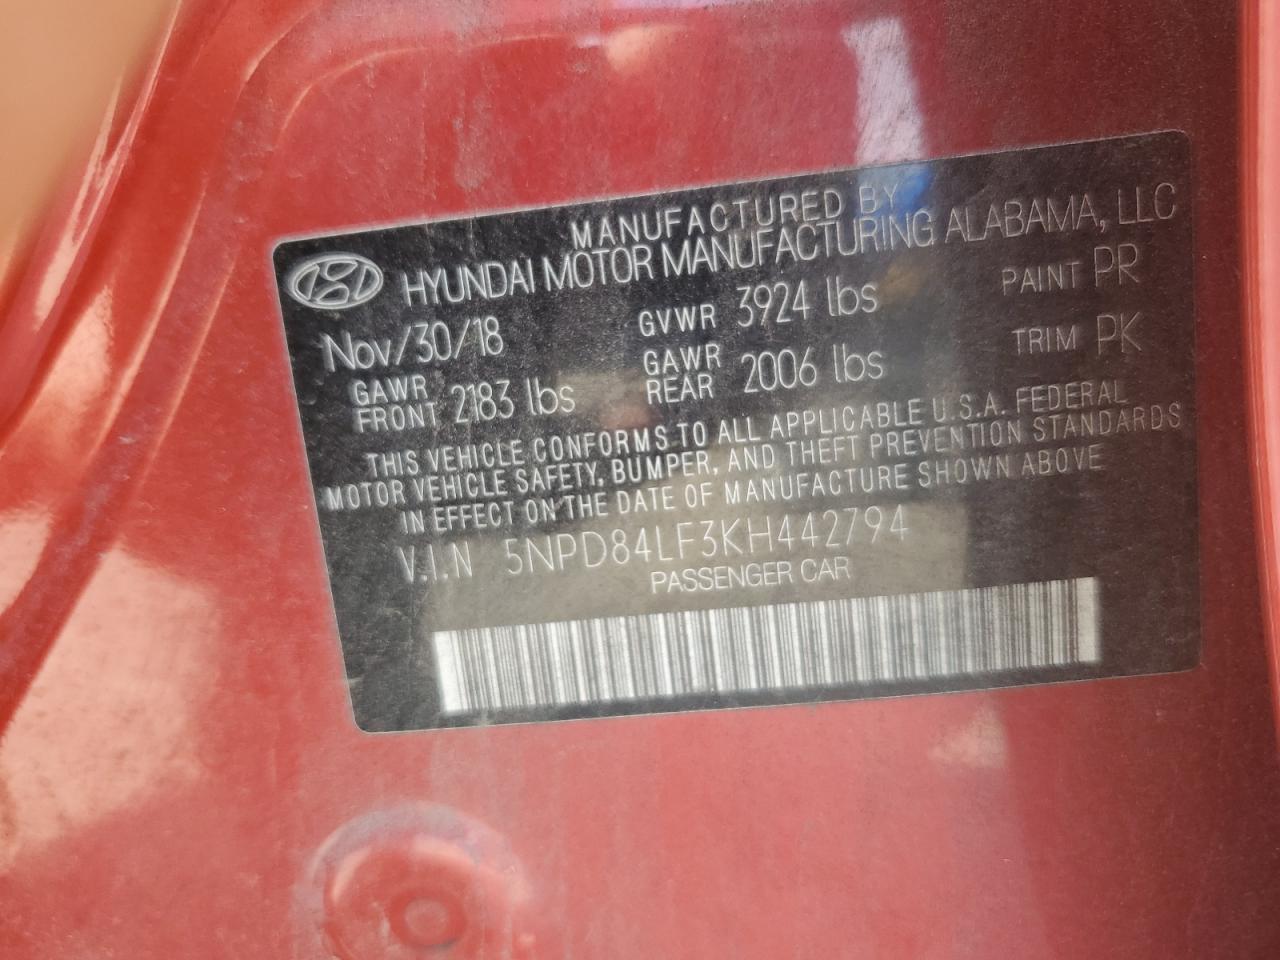 MANUFACTURED BY
HYUNDAI MOTOR MANUFACTURING ALABAMA, LLC
Nov/30/18 GVWR 3924 lbs PAINT PR
GAWR FRONT 2183 lbs GAWR REAR 2006 lbs TRIM PK
THIS VEHICLE CONFORMS TO ALL APPLICABLE U.S.A. FEDERAL
MOTOR VEHICLE SAFETY, BUMPER, AND THEFT PREVENTION STANDARDS
IN EFFECT ON THE DATE OF MANUFACTURE SHOWN ABOVE
V.I.N 5NPD84LF3KH442794
PASSENGER CAR